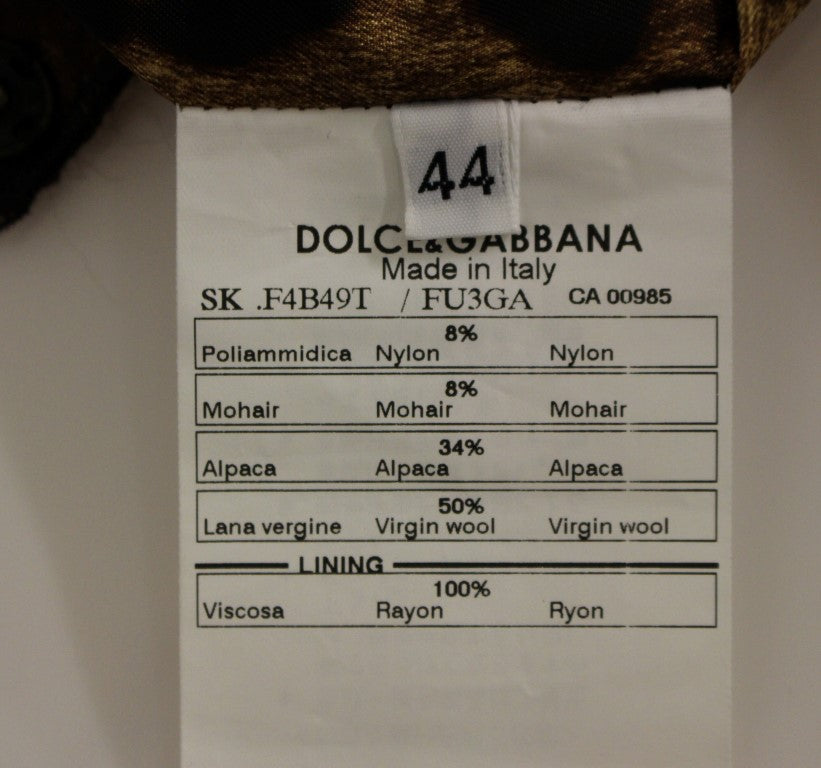 44
DOLCE&GABBANA
Made in Italy
SK .F4B49T / FU3GA CA 00985
8%
Poliammidica Nylon Nylon
8%
Mohair Mohair Mohair
34%
Alpaca Alpaca Alpaca
50%
Lana vergine Virgin wool Virgin wool
LINING
100%
Viscosa Rayon Ryon